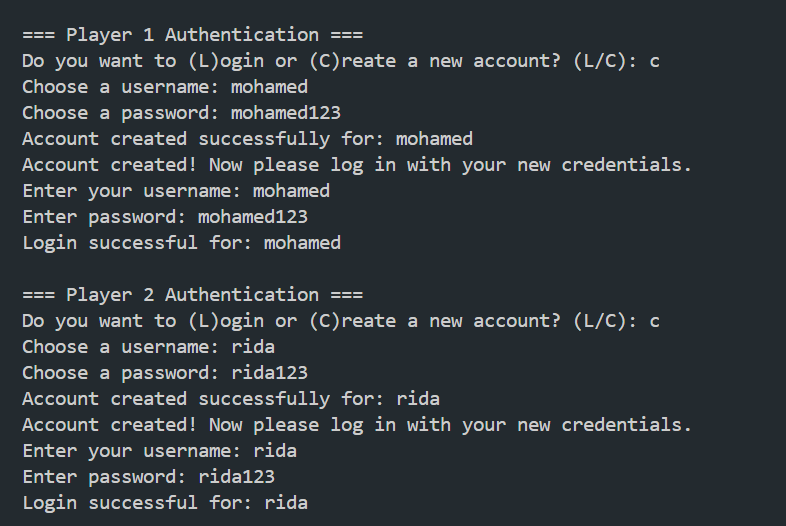 === Player 1 Authentication ===
Do you want to (L)ogin or (C)reate a new account? (L/C): c
Choose a username: mohamed
Choose a password: mohamed123
Account created successfully for: mohamed
Account created! Now please log in with your new credentials.
Enter your username: mohamed
Enter password: mohamed123
Login successful for: mohamed
=== Player 2 Authentication ===
Do you want to (L)ogin or (C)reate a new account? (L/C): c
Choose a username: rida
Choose a password: rida123
Account created successfully for: rida
Account created! Now please log in with your new credentials.
Enter your username: rida
Enter password: rida123
Login successful for: rida